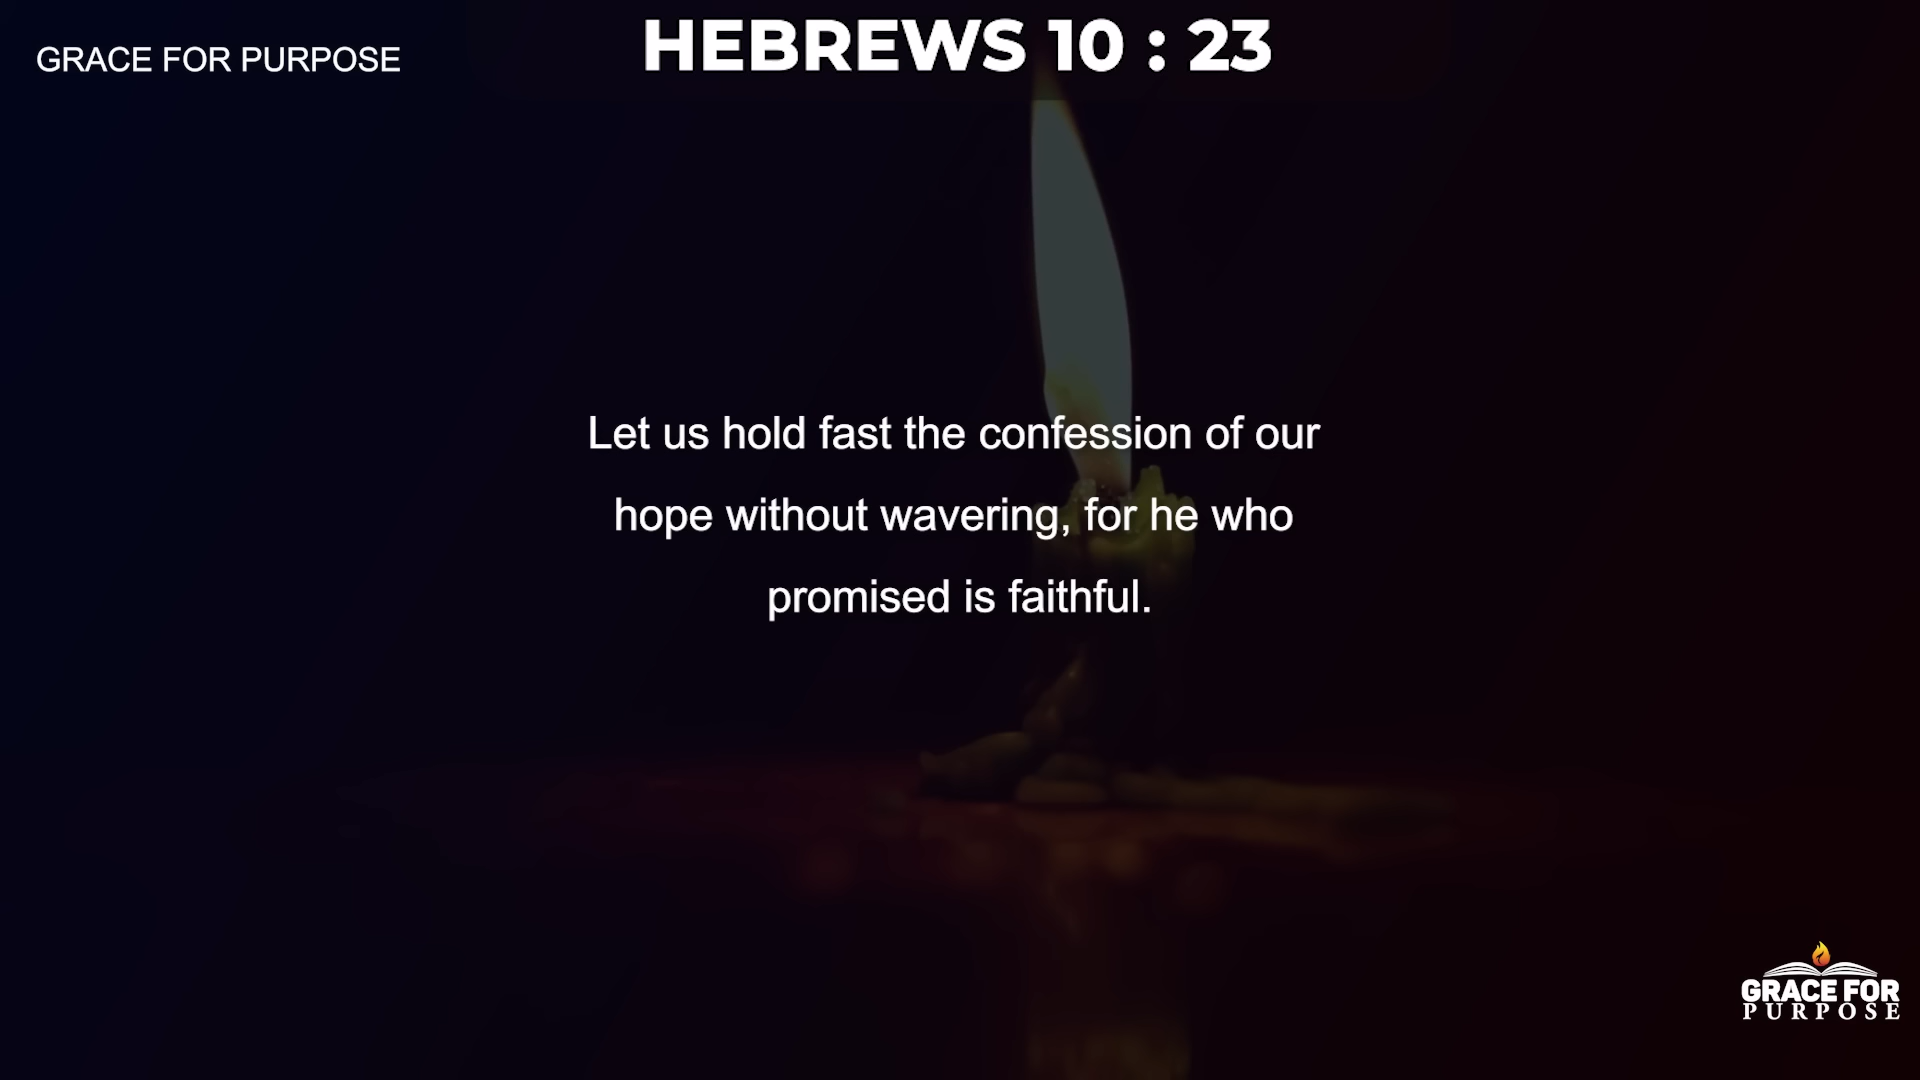 GRACE FOR PURPOSE
HEBREWS 10 : 23
Let us hold fast the confession of our
hope without wavering, for he who
promised is faithful.
GRACE FOR
PURPOSE